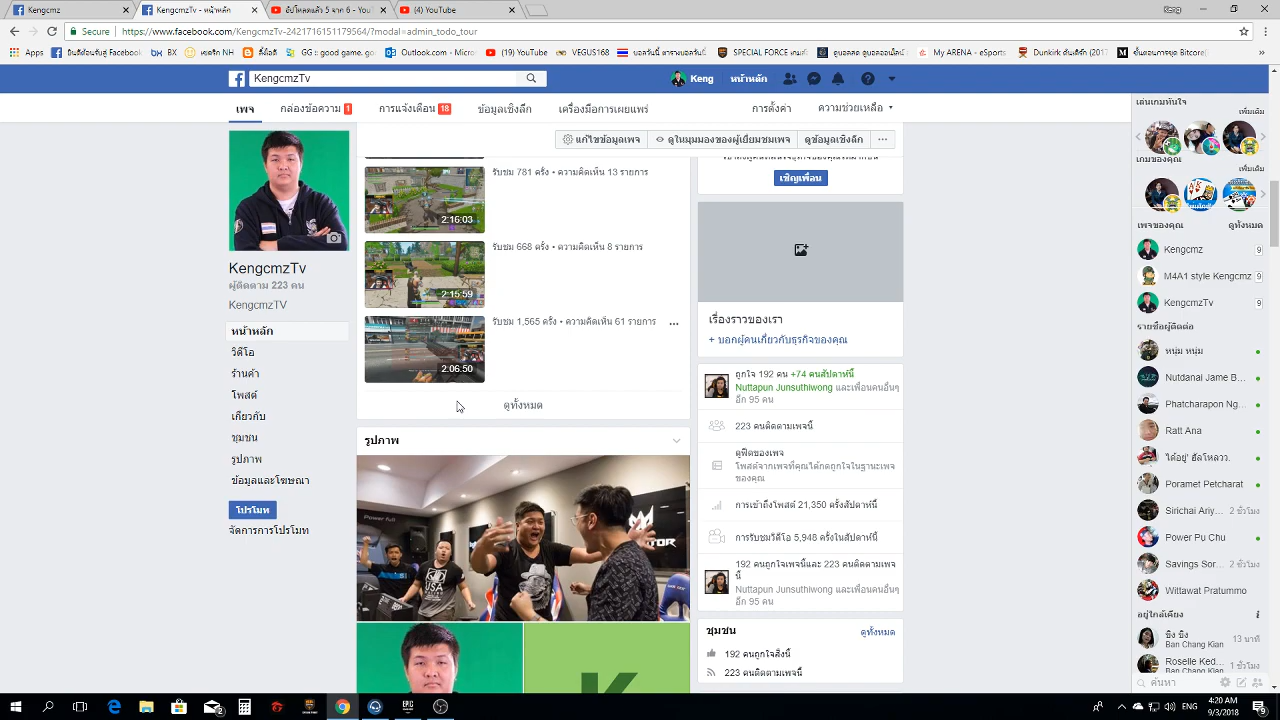 Kengcmz
KengcmzTv - หน้าหลัก
(4) YouTube
Keng
Secure
https://www.facebook.com/KengcmzTv-2421716151179564/?modal=admin_todo_tour
Apps
ยินดีต้อนรับสู่ Facebook
(19) YouTube
VEGUS168
SPECIAL FORCE
My ARENA - eSports
Outlook.com - Micros
GG : good game. go
KengcmzTv
Keng
หน้าหลัก
เพจ
กล่องข้อความ 1
การแจ้งเตือน 18
ข้อมูลเชิงลึก
เครื่องมือการเผยแพร่
การตั้งค่า
ความช่วยเหลือ
แก้ไขข้อมูลเพจ
ดูในมุมมองของผู้เยี่ยมชมเพจ
ดูข้อมูลเชิงลึก
KengcmzTv
ผู้ติดตาม 223 คน
KengcmzTV
หน้าหลัก
วิดีโอ
ร้านค้า
โพสต์
เกี่ยวกับ
ชุมชน
รูปภาพ
ข้อมูลและโฆษณา
โปรโมท
จัดการการโปรโมท
รับชม 781 ครั้ง • ความคิดเห็น 13 รายการ
2:16:03
รับชม 668 ครั้ง • ความคิดเห็น 8 รายการ
2:15:59
รับชม 1,565 ครั้ง • ความคิดเห็น 61 รายการ
2:06:50
ดูทั้งหมด
รูปภาพ
Power full
USA
K
เชิญเพื่อน
เรื่องราวของเรา
+ บอกผู้คนเกี่ยวกับธุรกิจของคุณ
ถูกใจ 192 คน +74 คนสัปดาห์นี้
Nuttapun Junsuthiwong และเพื่อนคนอื่นๆ
อีก 95 คน
223 คนติดตามเพจนี้
ดูฟีดของเพจ
โพสต์จากเพจที่คุณได้กดถูกใจในฐานะเพจ
ของคุณ
การเข้าถึงโพสต์ 21,350 ครั้งสัปดาห์นี้
การรับชมวิดีโอ 5,948 ครั้งในสัปดาห์นี้
192 คนถูกใจเพจนี้และ 223 คนติดตามเพจ
นี้
Nuttapun Junsuthiwong และเพื่อนคนอื่นๆ
อีก 95 คน
ชุมชน
ดูทั้งหมด
192 คนถูกใจสิ่งนี้
223 คนติดตามเพจนี้
เล่นเกมทันใจ
เพิ่มเติม
เกมของคุณ
เพิ่มเติม
เพจของคุณ
ดูทั้งหมด
Kengcmz 9
M4A1 style Kengcmz 9
KengcmzTv 9
รายชื่อผู้ติดต่อ
หนุ่ม หนุ่ม
Nutdanai Jame B...
Phatcharapon Ng...
Ratt Ana
Poramet Petcharat
Sirichai Ariy... 2 ชั่วโมง
Power Pu Chu
Savings Sor... 2 ชั่วโมง
Wittawat Pratummo
อยู่ใกล้เคียง
ขิง ขิง
Ban Chang Kian
13 นาที
Roselle Ked...
Ban Chang Kian
1 ชั่วโมง
ค้นหา
ENG
4:20 AM
9/3/2018